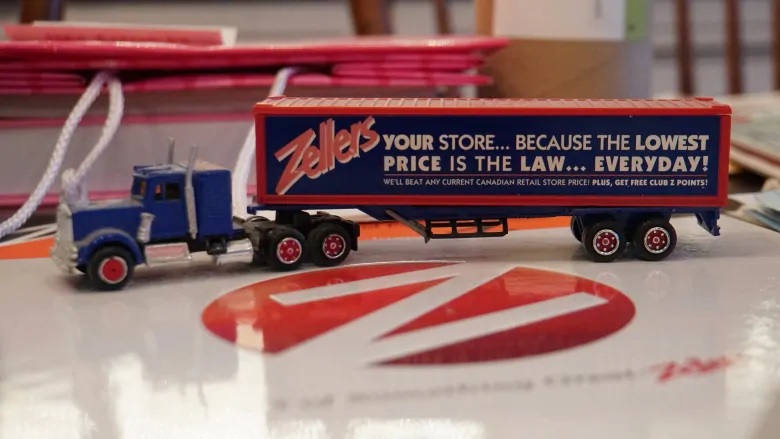 Zellers
YOUR STORE... BECAUSE THE LOWEST
PRICE IS THE LAW... EVERYDAY!
WE'LL BEAT ANY CURRENT CANADIAN RETAIL STORE PRICE! PLUS, GET FREE CLUB Z POINTS!
Z
Zellers